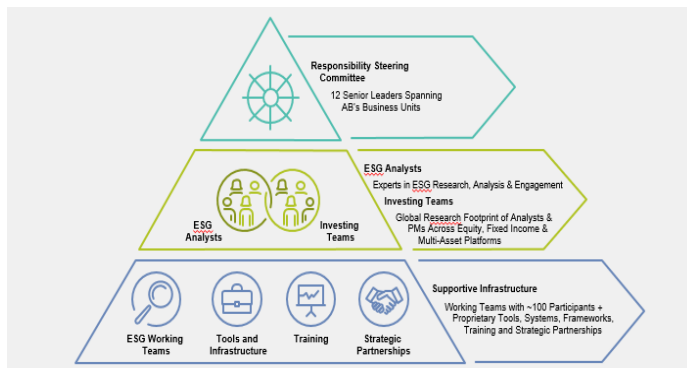 Responsibility Steering
Committee
12 Senior Leaders Spanning
AB's Business Units
ESG Analysts
Experts in ESG Research, Analysis & Engagement
Investing Teams
Global Research Footprint of Analysts &
PMs Across Equity, Fixed Income &
Multi-Asset Platforms
ESG
Analysts
Investing
Teams
Supportive Infrastructure
Working Teams with ~100 Participants +
Proprietary Tools, Systems, Frameworks,
Training and Strategic Partnerships
ESG Working
Teams
Tools and
Infrastructure
Training
Strategic
Partnerships